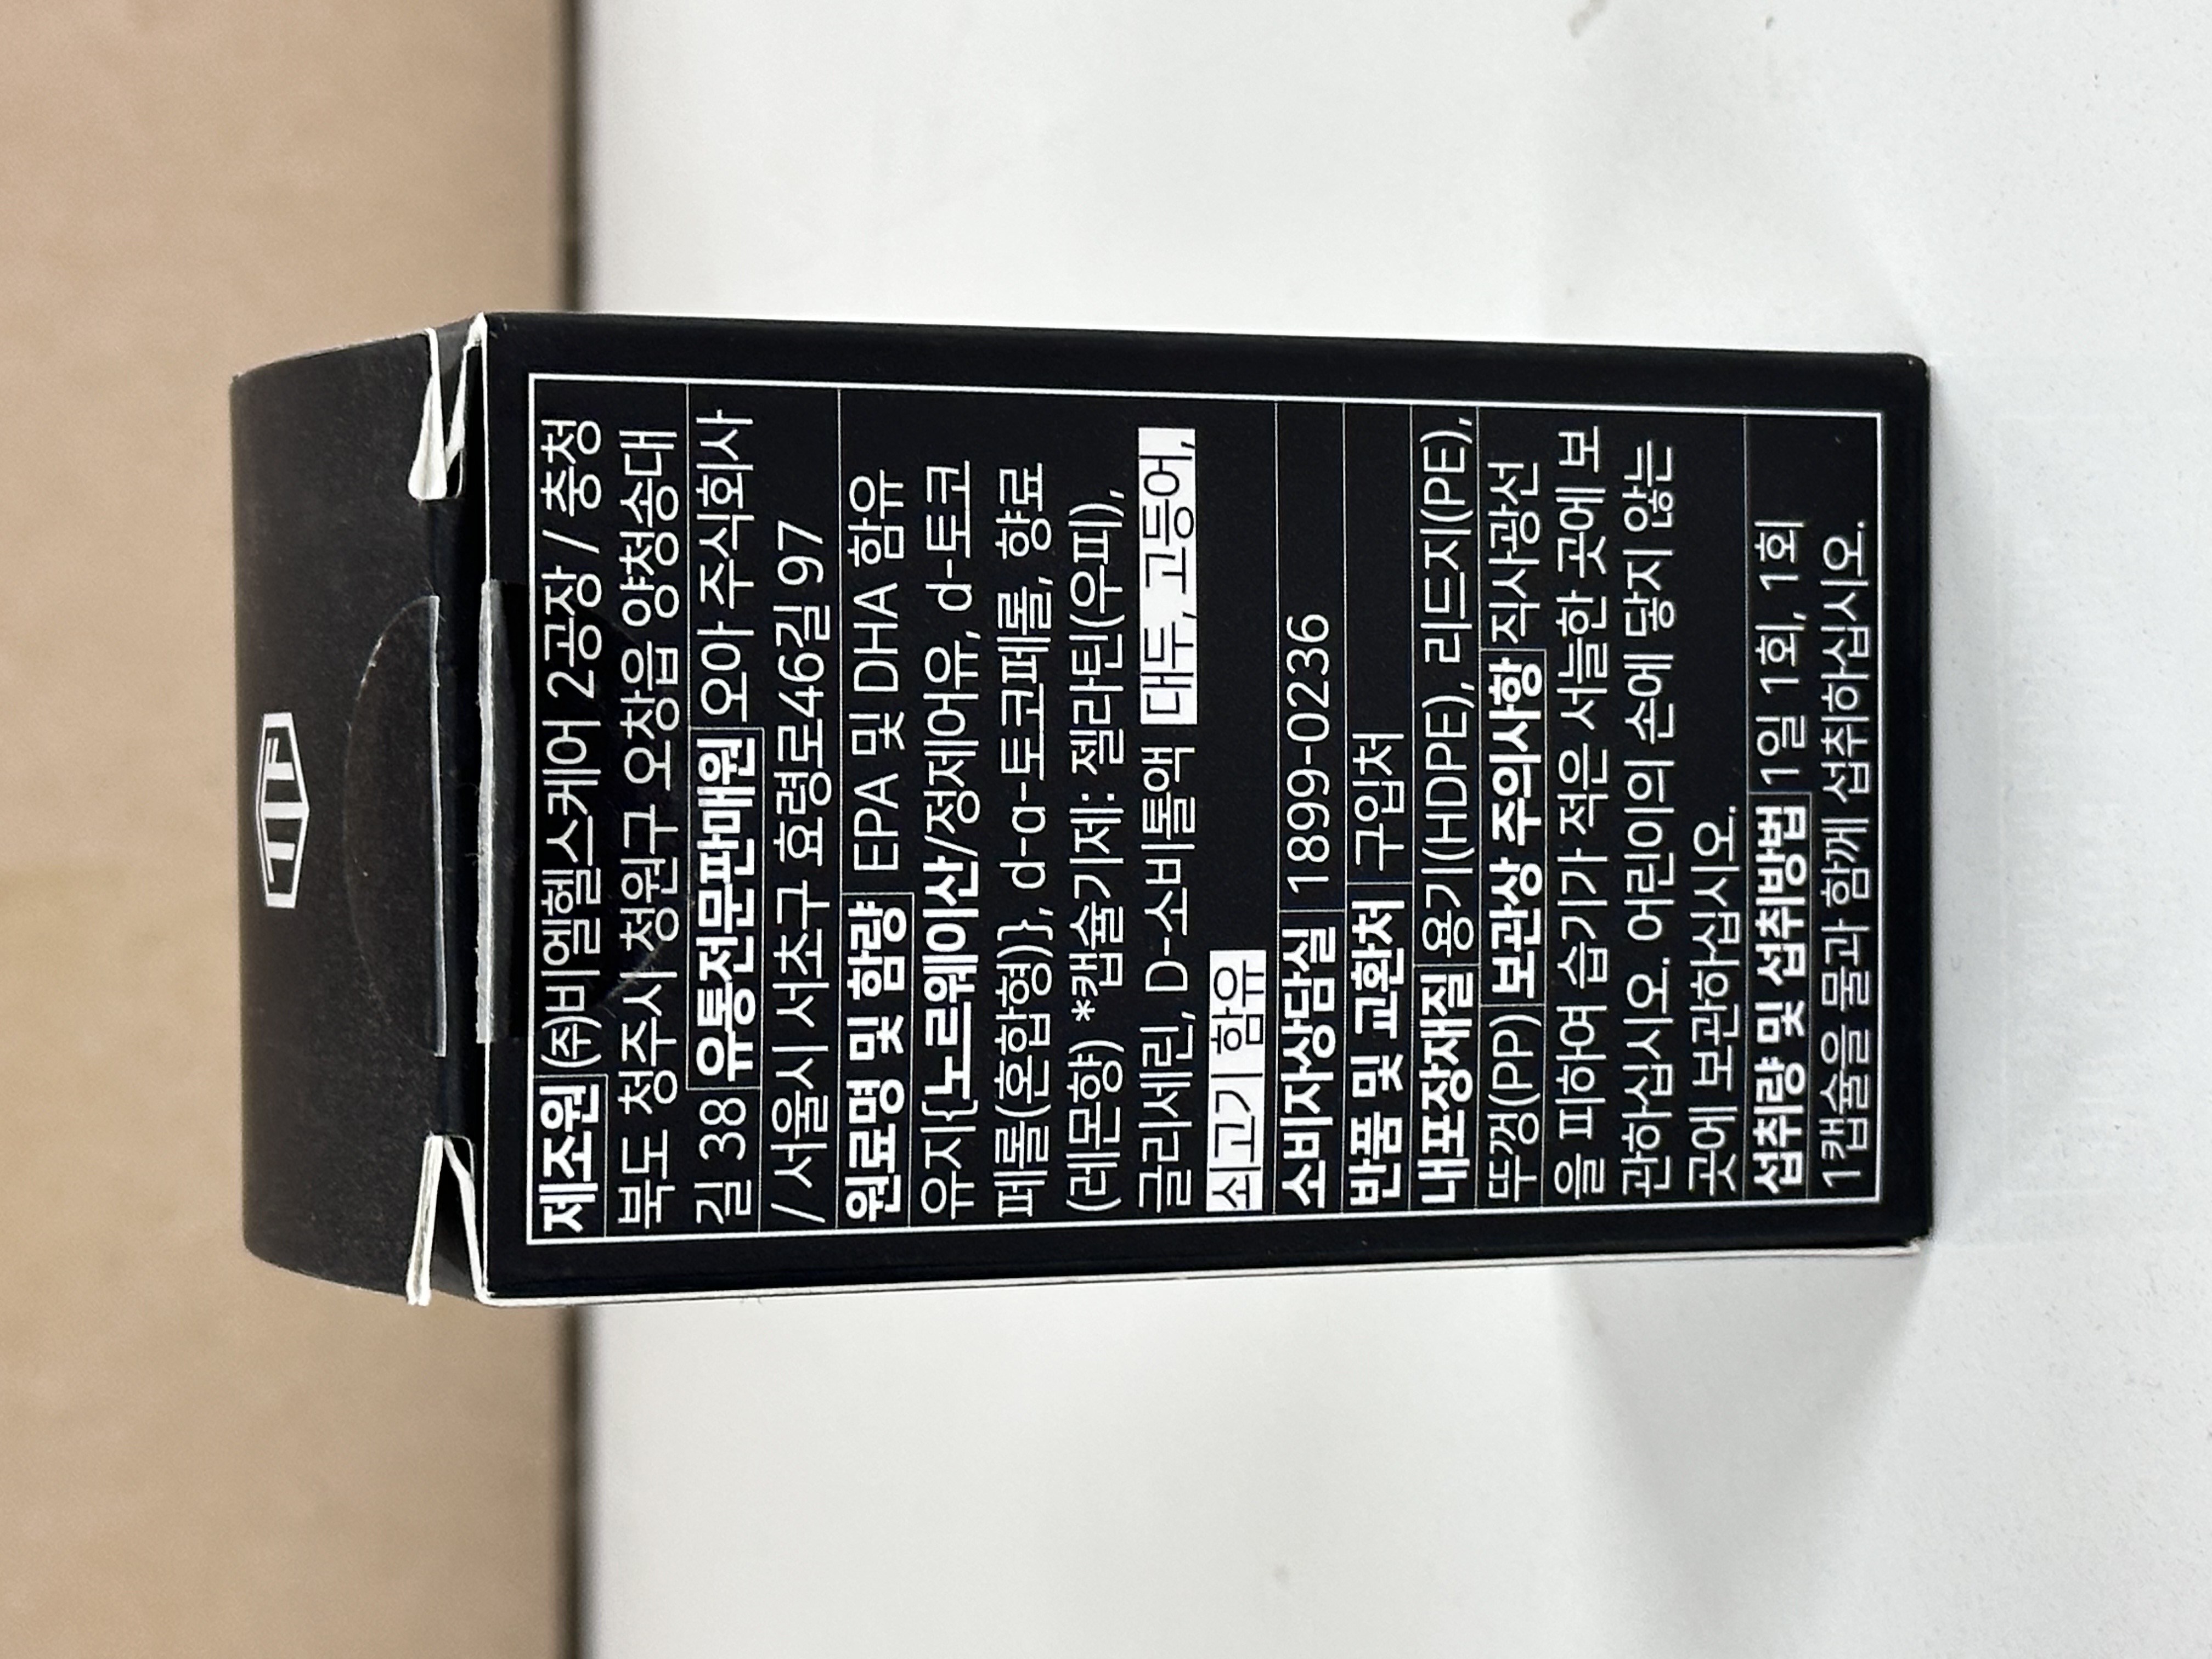 제조원 (주)비엘헬스케어 2공장 / 충청
북도 청주시 청원구 오창읍 양청송대
길 38 유통전문판매원 오아 주식회사
/ 서울시 서초구 효령로46길 97
원료명 및 함량 EPA 및 DHA 함유
유지{노르웨이산/정제어유, d-토코
페롤(혼합형)}, d-α-토코페롤, 향료
(레몬향) *캡슐기제: 젤라틴(우피),
글리세린, D-소비톨액 대두, 고등어,
쇠고기 함유
소비자상담실 1899-0236
반품 및 교환처 구입처
내포장재질 용기(HDPE), 리드지(PE),
뚜껑(PP) 보관상 주의사항 직사광선
을 피하여 습기가 적은 서늘한 곳에 보
관하십시오. 어린이의 손에 닿지 않는
곳에 보관하십시오.
섭취량 및 섭취방법 1일 1회, 1회
1캡슐을 물과 함께 섭취하십시오.